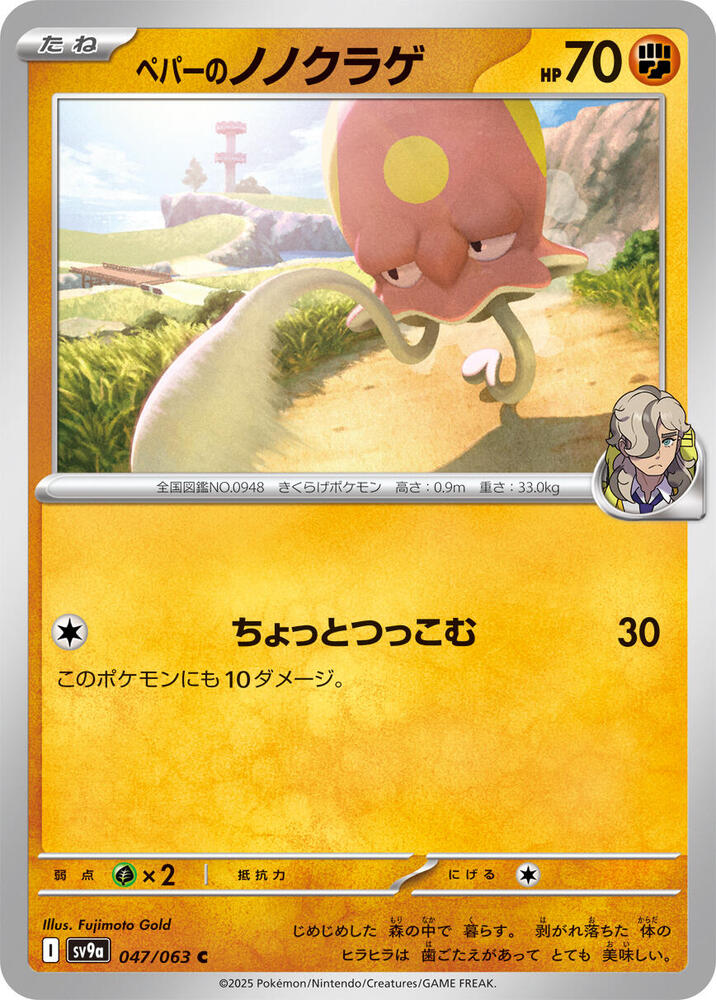 たね
ペパーのノノクラゲ
HP70
全国図鑑NO.0948 きくらげポケモン 高さ:0.9m 重さ:33.0kg
ちょっとつっこむ 30
このポケモンにも10ダメージ。
弱点 ×2 抵抗力 にげる
Illus. Fujimoto Gold
I sv9a 047/063 C
じめじめした 森の中で 暮らす。 剥がれ落ちた 体の
ヒラヒラは 歯ごたえがあって とても 美味しい。
©2025 Pokémon/Nintendo/Creatures/GAME FREAK.